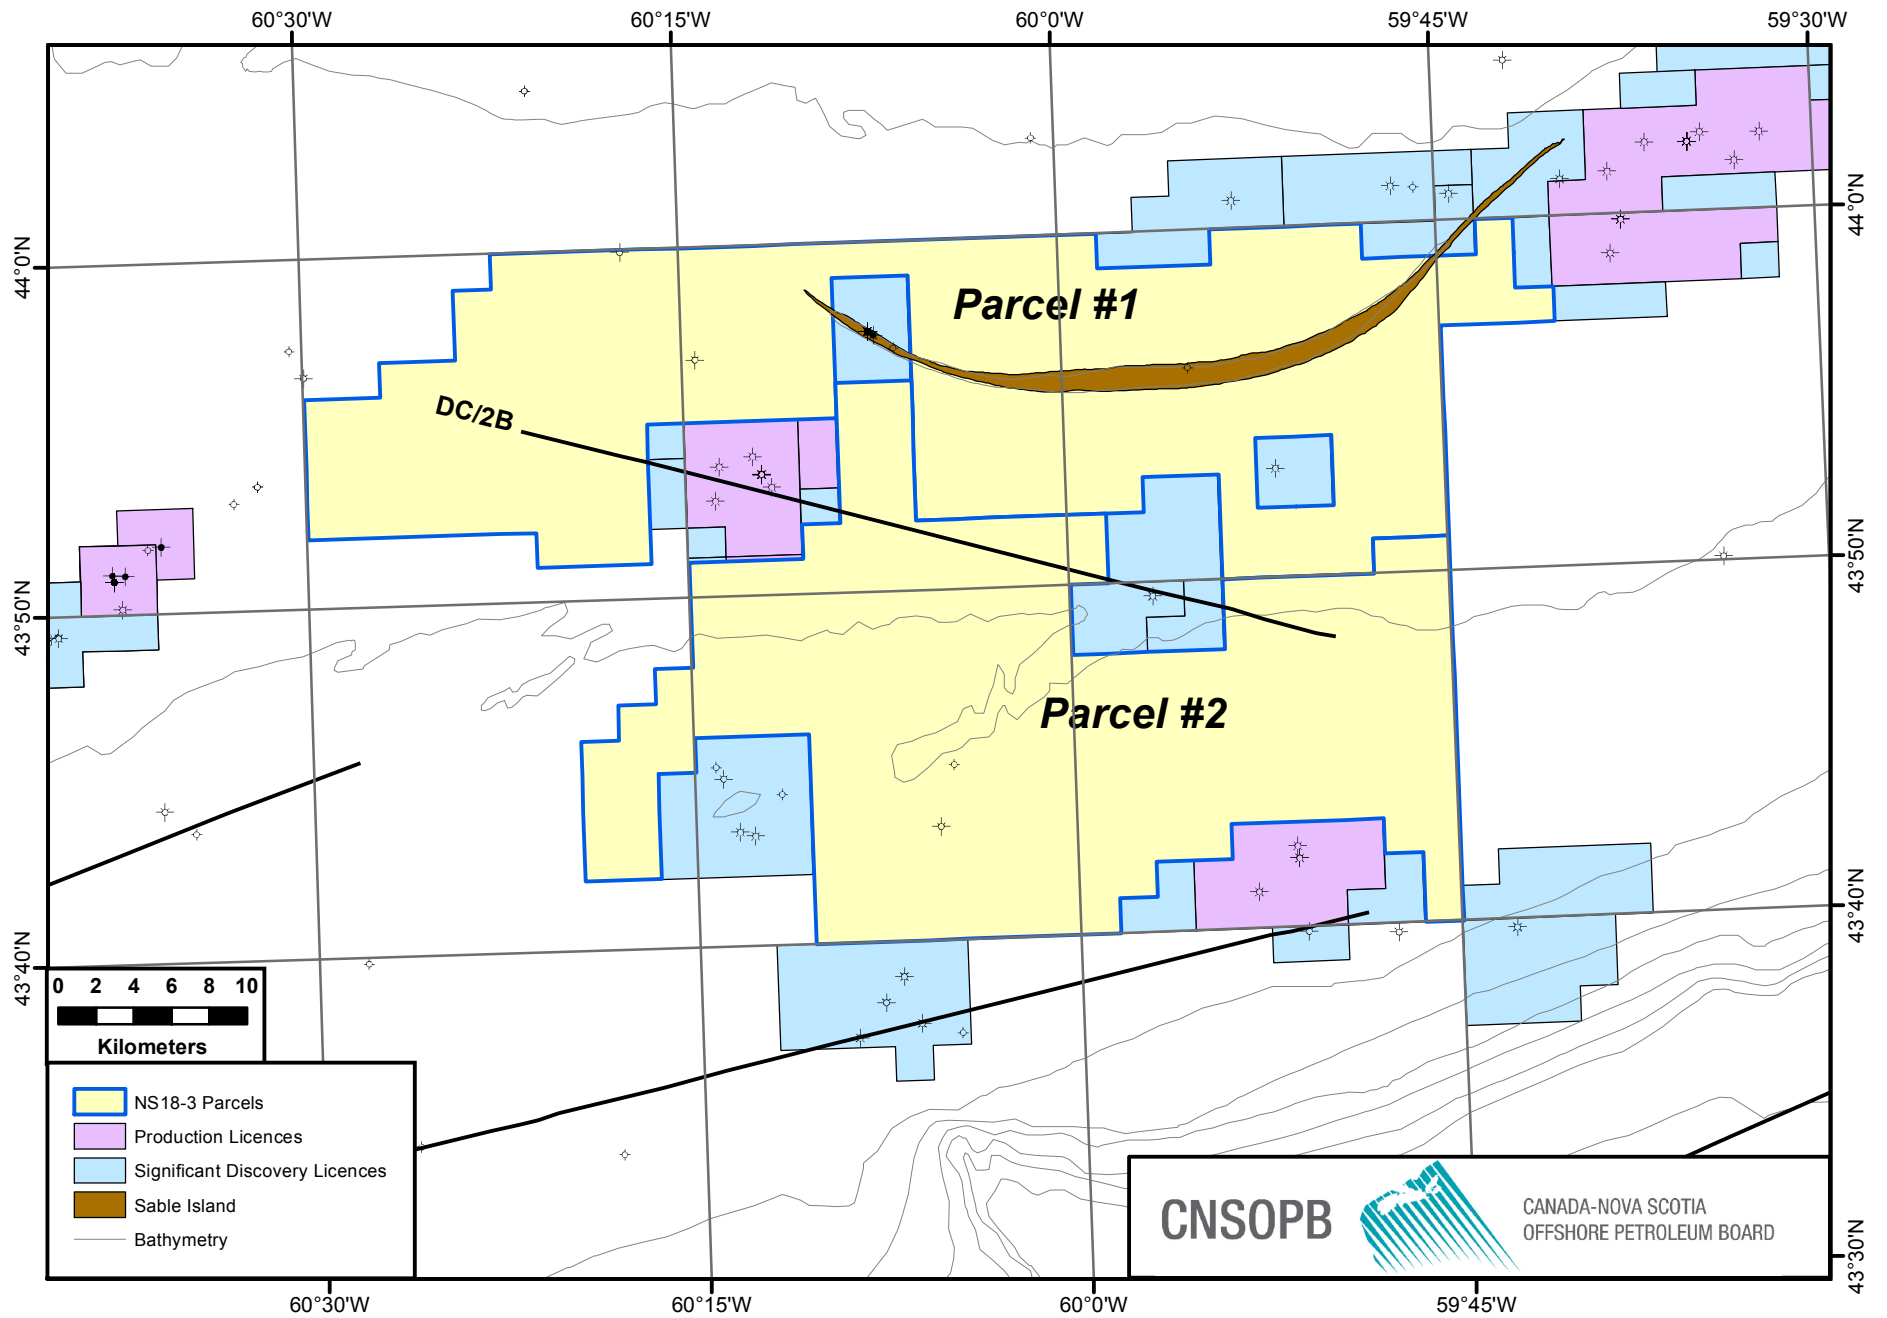 60°30'W 60°15'W 60°0'W 59°45'W 59°30'W
44°0'N
44°0'N
Parcel #1
DC/2B
43°50'N
43°50'N
Parcel #2
43°40'N
43°40'N
0 2 4 6 8 10
Kilometers
NS18-3 Parcels
Production Licences
Significant Discovery Licences
Sable Island
Bathymetry
CNSOPB
CANADA-NOVA SCOTIA
OFFSHORE PETROLEUM BOARD
43°30'N
60°30'W 60°15'W 60°0'W 59°45'W